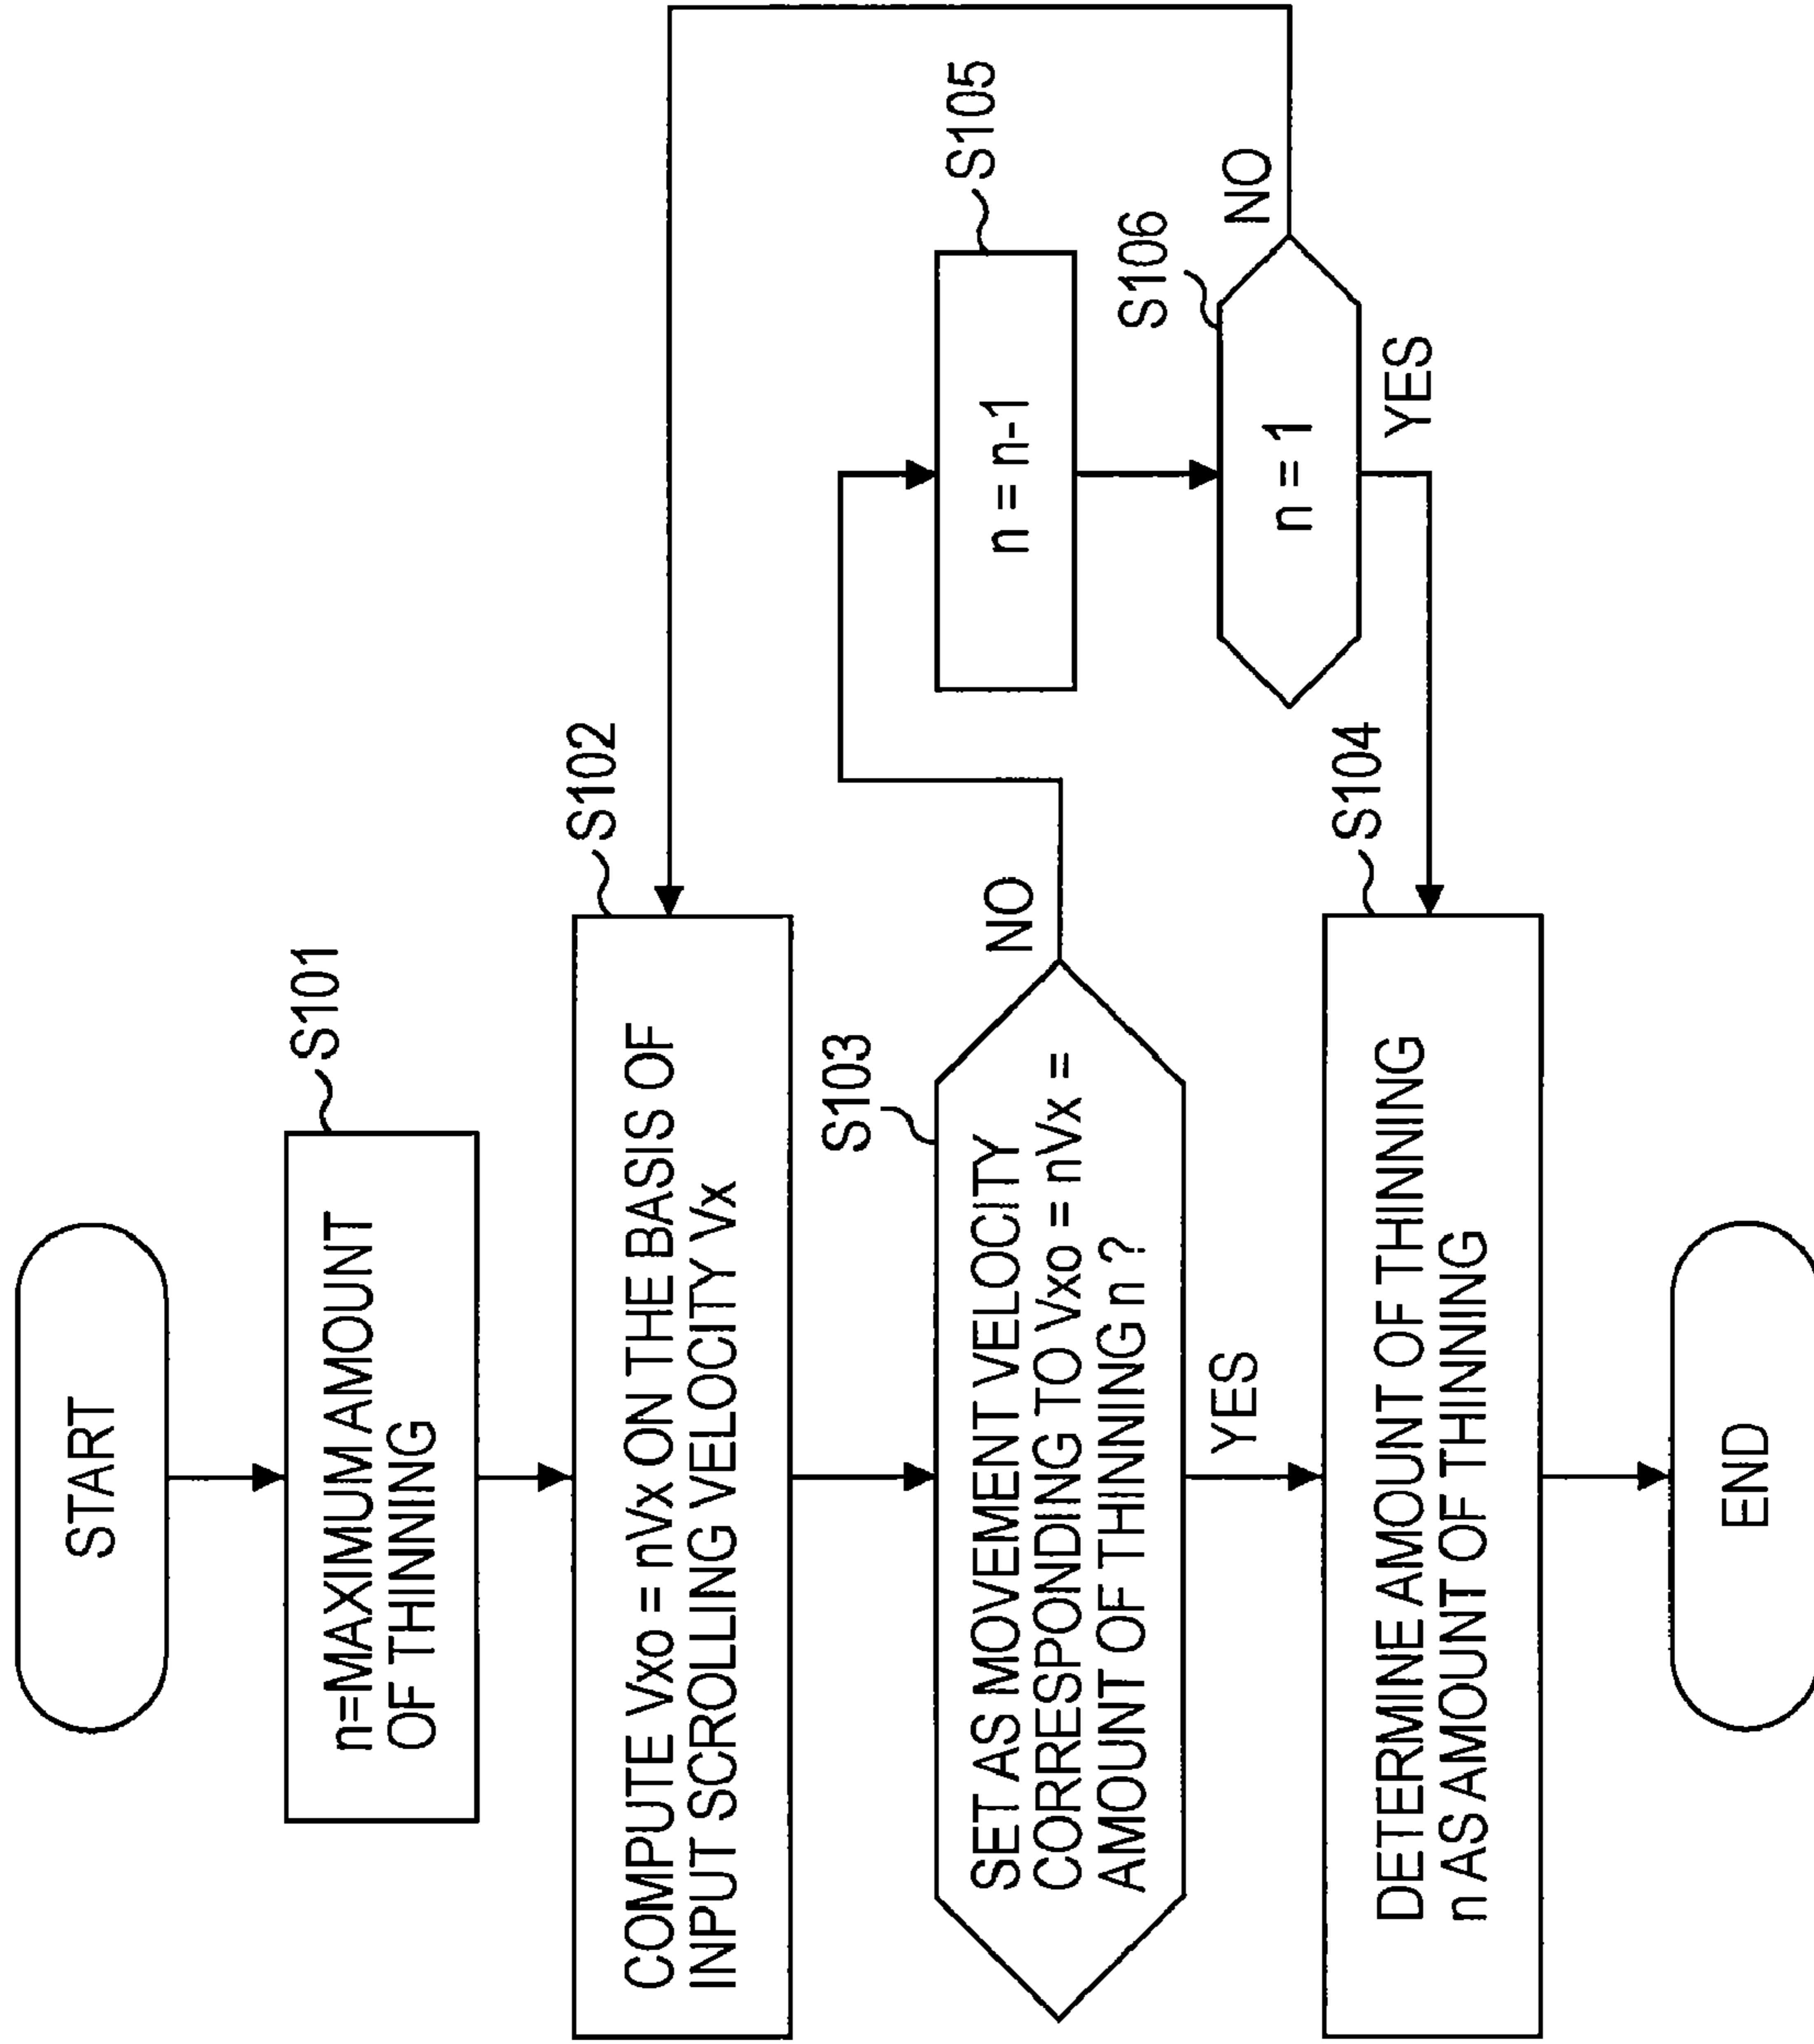 START
S101
n=MAXIMUM AMOUNT
OF THINNING
S102
COMPUTE Vxo = nVx ON THE BASIS OF
INPUT SCROLLING VELOCITY Vx
S103
SET AS MOVEMENT VELOCITY
CORRESPONDING TO Vxo = nVx =
AMOUNT OF THINNING n ?
NO
YES
S105
n = n-1
S106
n = 1
NO
YES
S104
DETERMINE AMOUNT OF THINNING
n AS AMOUNT OF THINNING
END